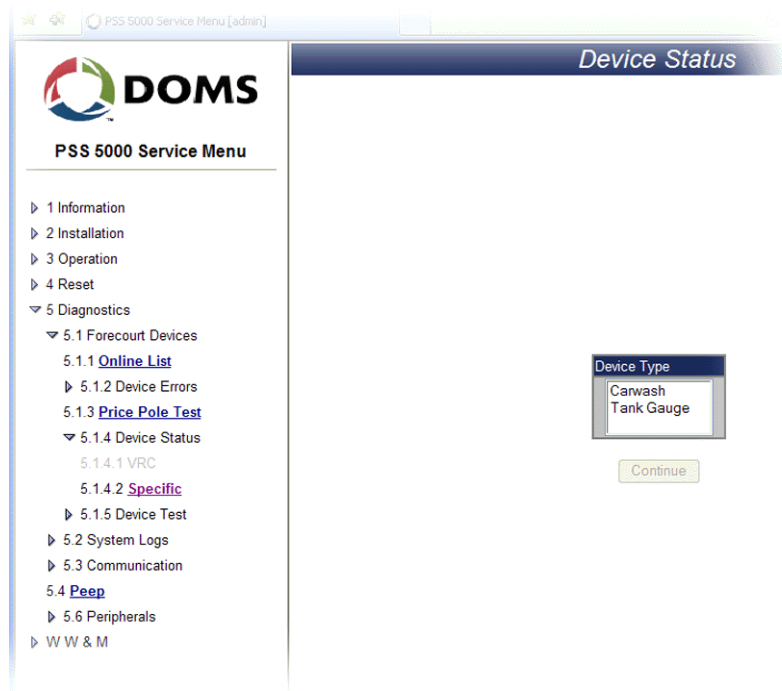 PSS 5000 Service Menu [admin]
Device Status
DOMS
TM
PSS 5000 Service Menu
1 Information
2 Installation
3 Operation
4 Reset
5 Diagnostics
5.1 Forecourt Devices
5.1.1 Online List
5.1.2 Device Errors
5.1.3 Price Pole Test
5.1.4 Device Status
5.1.4.1 VRC
5.1.4.2 Specific
5.1.5 Device Test
5.2 System Logs
5.3 Communication
5.4 Peep
5.6 Peripherals
W W & M
Device Type
Carwash
Tank Gauge
Continue